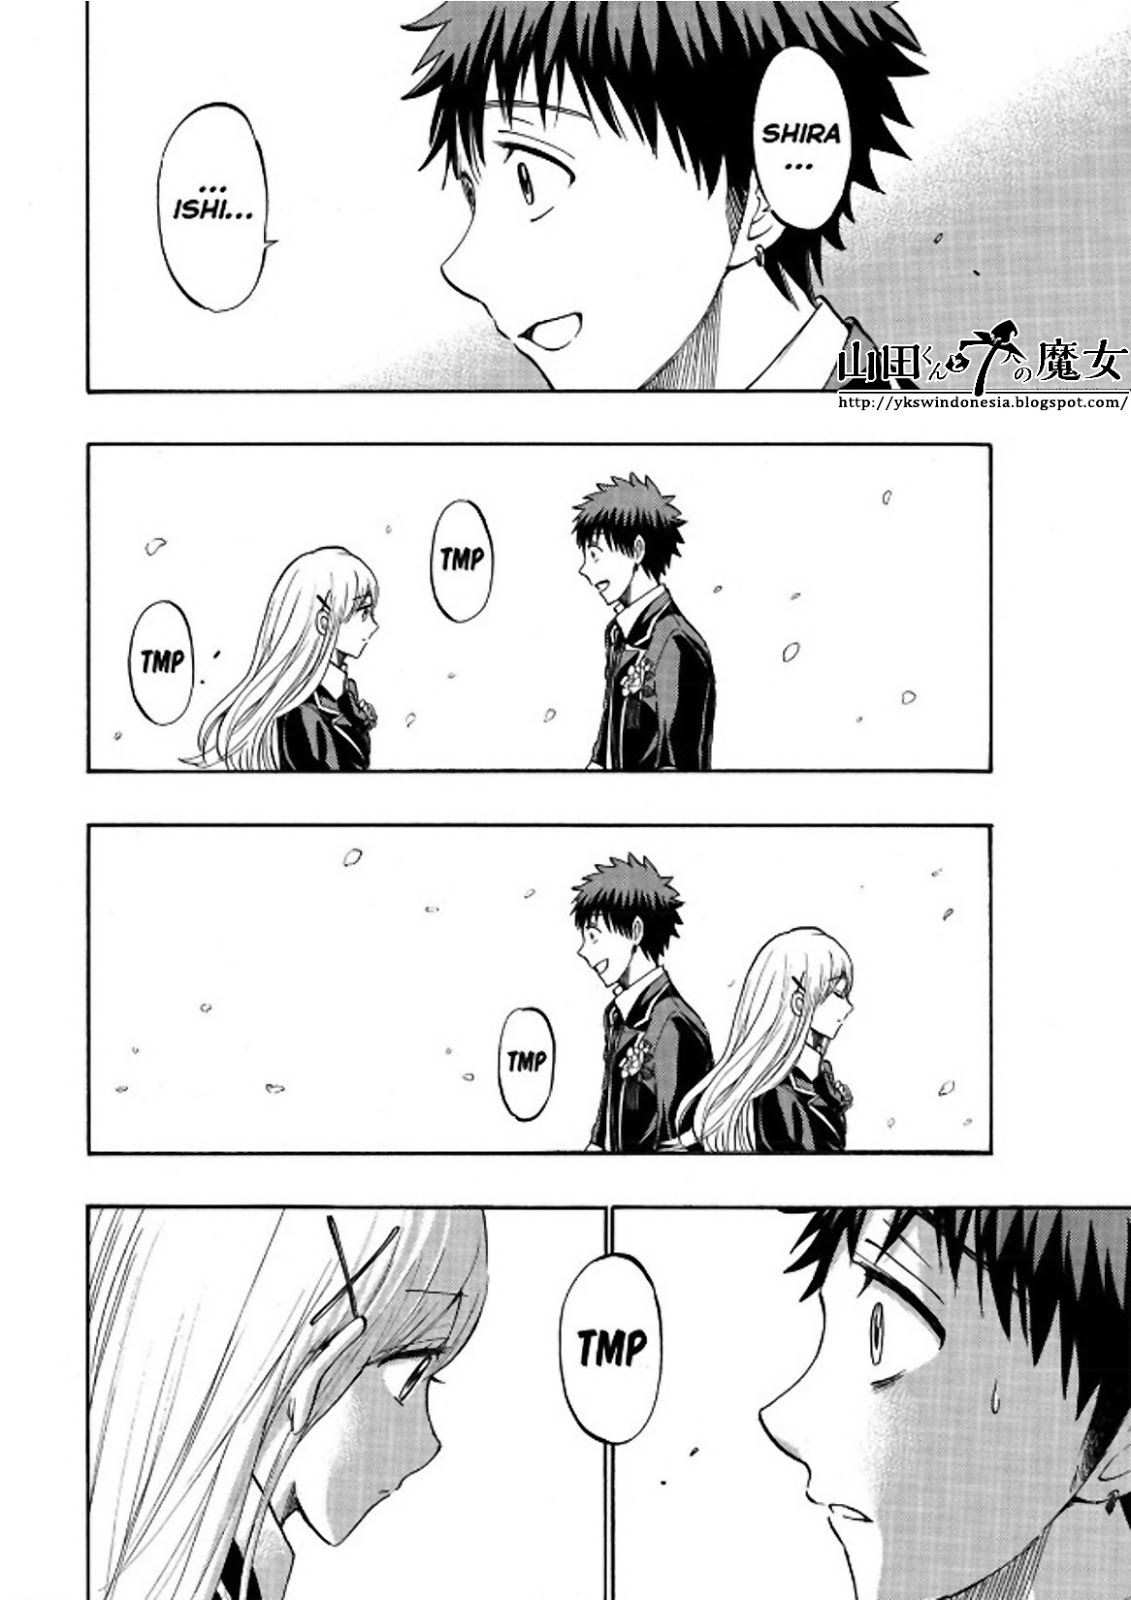 SHIRA
...
...
ISHI...
山田くんと7人の魔女
http://ykswindonesia.blogspot.com/
TMP
TMP
TMP
TMP